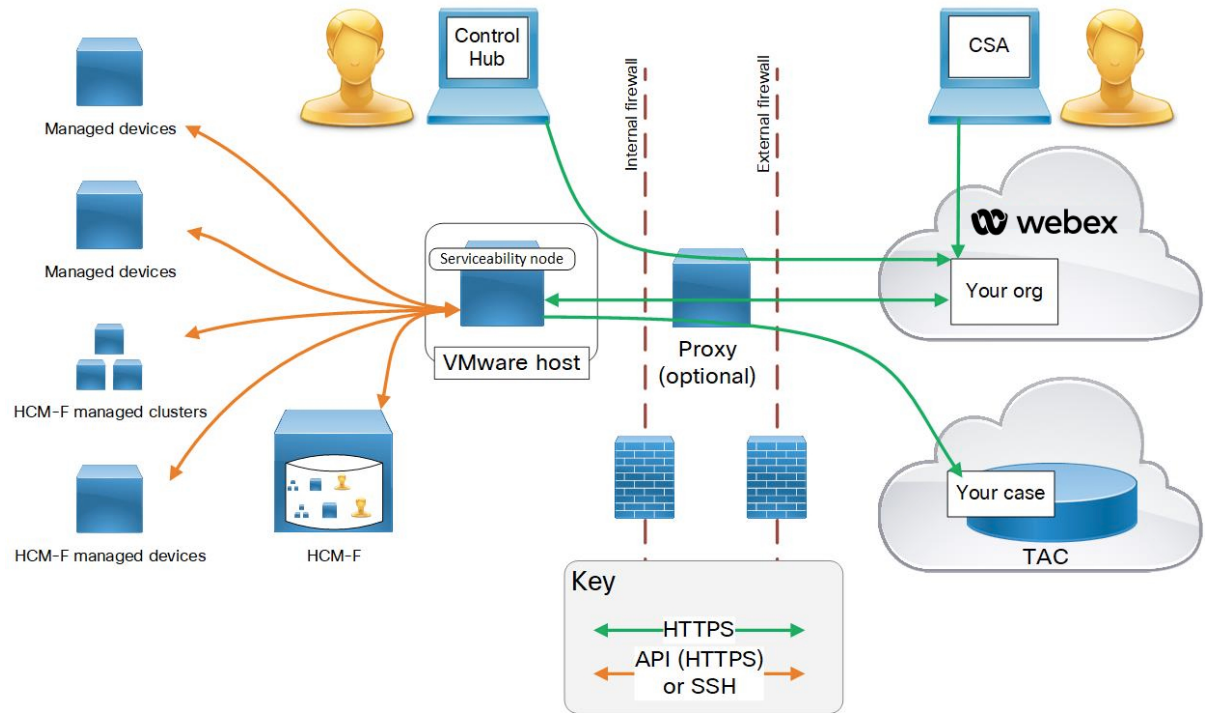 Control
Hub
CSA
Managed devices
Internal firewall
External firewall
webex
Managed devices
Serviceability node
Your org
VMware host
Proxy
(optional)
HCM-F managed clusters
Your case
HCM-F managed devices
HCM-F
TAC
Key
HTTPS
API (HTTPS)
or SSH